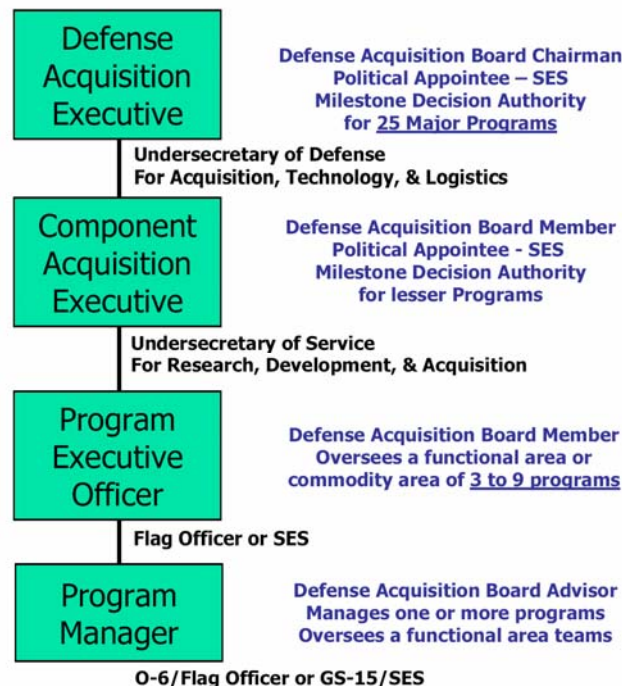 Defense
Acquisition
Executive
Defense Acquisition Board Chairman
Political Appointee – SES
Milestone Decision Authority
for 25 Major Programs
Undersecretary of Defense
For Acquisition, Technology, & Logistics
Component
Acquisition
Executive
Defense Acquisition Board Member
Political Appointee - SES
Milestone Decision Authority
for lesser Programs
Undersecretary of Service
For Research, Development, & Acquisition
Program
Executive
Officer
Defense Acquisition Board Member
Oversees a functional area or
commodity area of 3 to 9 programs
Flag Officer or SES
Program
Manager
Defense Acquisition Board Advisor
Manages one or more programs
Oversees a functional area teams
O-6/Flag Officer or GS-15/SES